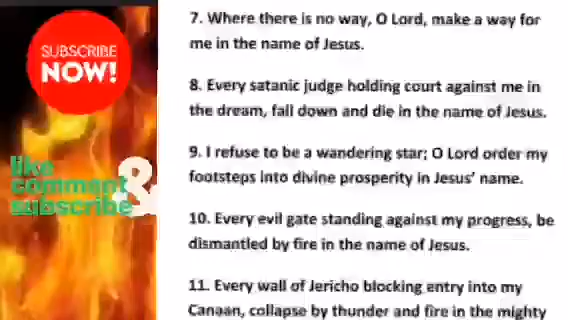 SUBSCRIBE
NOW!
like
comment &
subscribe
7. Where there is no way, O Lord, make a way for
me in the name of Jesus.
8. Every satanic judge holding court against me in
the dream, fall down and die in the name of Jesus.
9. I refuse to be a wandering star; O Lord order my
footsteps into divine prosperity in Jesus' name.
10. Every evil gate standing against my progress, be
dismantled by fire in the name of Jesus.
11. Every wall of Jericho blocking entry into my
Canaan, collapse by thunder and fire in the mighty